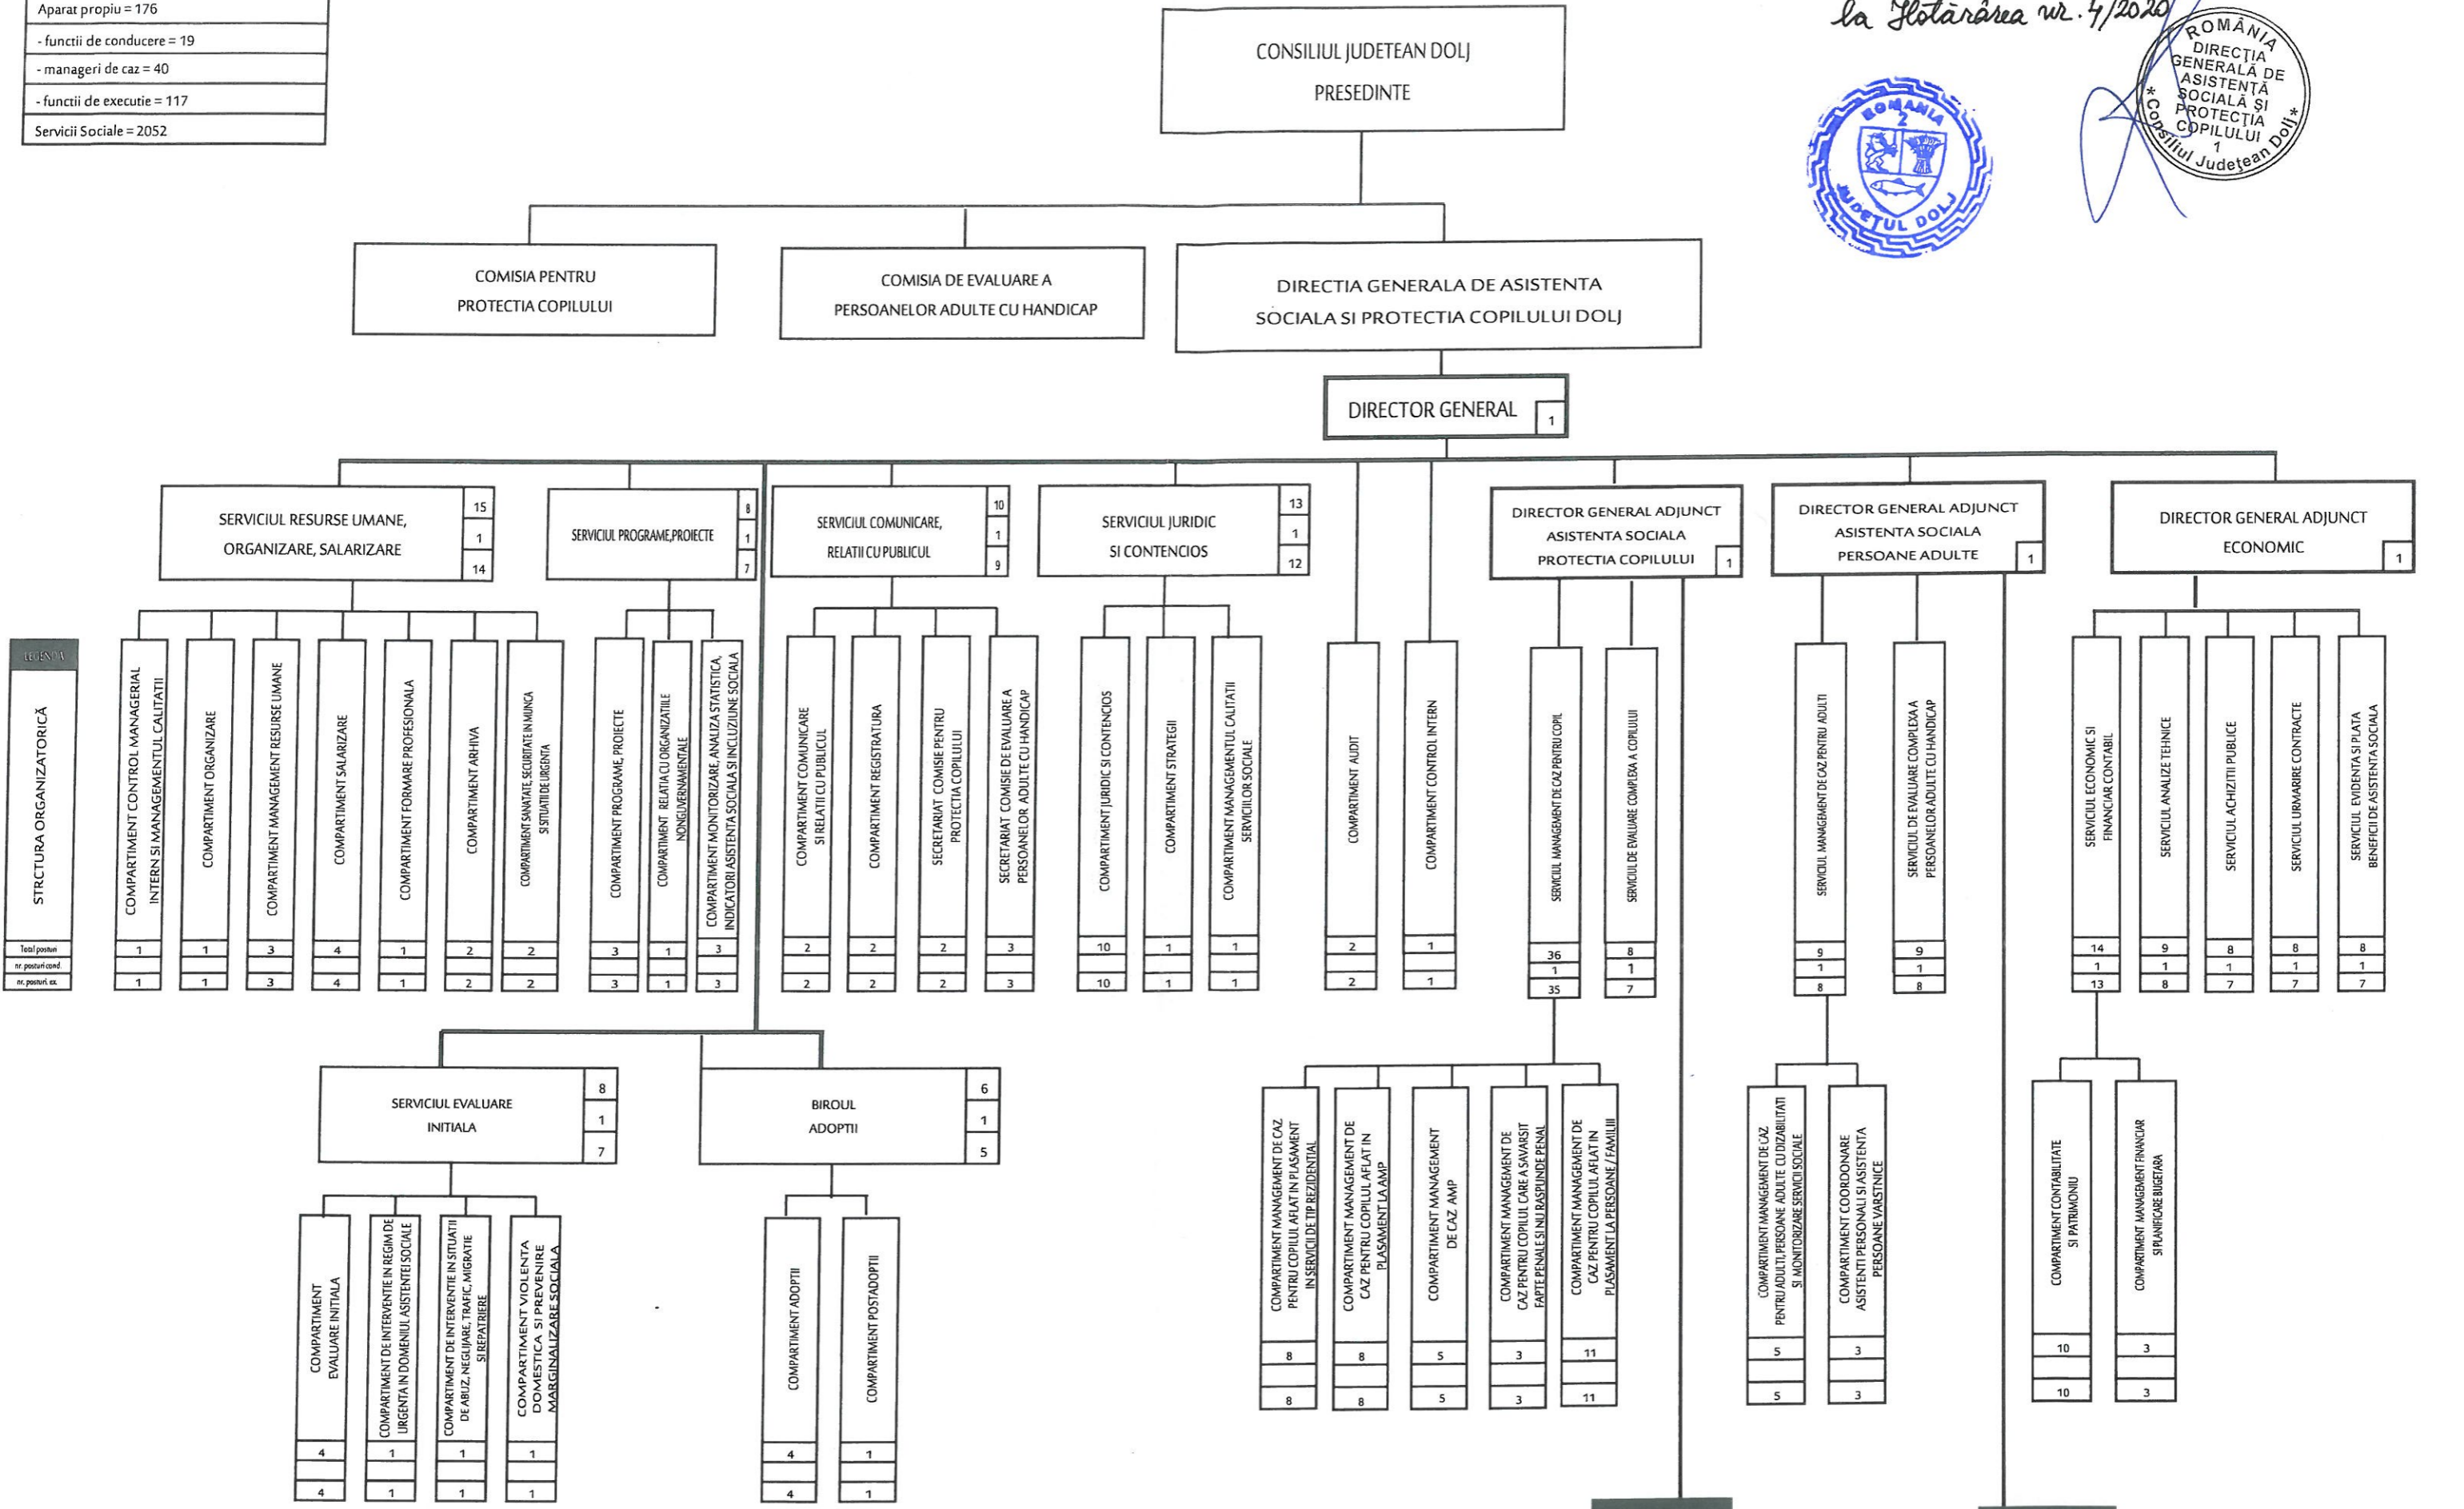 Aparat propiu = 176
- functii de conducere = 19
- manageri de caz = 40
- functii de executie = 117
Servicii Sociale = 2052
la Hotărârea nr. 4/2020
ROMANIA
2
JUDEŢUL DOLJ
ROMÂNIA
DIRECŢIA
GENERALĂ DE
ASISTENŢĂ
SOCIALĂ ŞI
PROTECŢIA
COPILULUI
1
*Consiliul Judeţean Dolj*
CONSILIUL JUDETEAN DOLJ
PRESEDINTE
COMISIA PENTRU
PROTECTIA COPILULUI
COMISIA DE EVALUARE A
PERSOANELOR ADULTE CU HANDICAP
DIRECTIA GENERALA DE ASISTENTA
SOCIALA SI PROTECTIA COPILULUI DOLJ
DIRECTOR GENERAL
1
SERVICIUL RESURSE UMANE,
ORGANIZARE, SALARIZARE
15
1
14
SERVICIUL PROGRAME,PROIECTE
8
1
7
SERVICIUL COMUNICARE,
RELATII CU PUBLICUL
10
1
9
SERVICIUL JURIDIC
SI CONTENCIOS
13
1
12
DIRECTOR GENERAL ADJUNCT
ASISTENTA SOCIALA
PROTECTIA COPILULUI
1
DIRECTOR GENERAL ADJUNCT
ASISTENTA SOCIALA
PERSOANE ADULTE
1
DIRECTOR GENERAL ADJUNCT
ECONOMIC
1
LEGENDA
STRCTURA ORGANIZATORICĂ
Total posturi
nr. posturi cond.
nr. posturi. ex.
COMPARTIMENT CONTROL MANAGERIAL
INTERN SI MANAGEMENTUL CALITATII
1
1
COMPARTIMENT ORGANIZARE
1
1
COMPARTIMENT MANAGEMENT RESURSE UMANE
3
3
COMPARTIMENT SALARIZARE
4
4
COMPARTIMENT FORMARE PROFESIONALA
1
1
COMPARTIMENT ARHIVA
2
2
COMPARTIMENT SANATATE, SECURITATE IN MUNCA
SI SITUATII DE URGENTA
2
2
COMPARTIMENT PROGRAME, PROIECTE
3
3
COMPARTIMENT RELATIA CU ORGANIZATIILE
NONGUVERNAMENTALE
1
1
COMPARTIMENT MONITORIZARE, ANALIZA STATISTICA,
INDICATORI ASISTENTA SOCIALA SI INCLUZIUNE SOCIALA
3
3
COMPARTIMENT COMUNICARE
SI RELATII CU PUBLICUL
2
2
COMPARTIMENT REGISTRATURA
2
2
SECRETARIAT COMISIE PENTRU
PROTECTIA COPILULUI
2
2
SECRETARIAT COMISIE DE EVALUARE A
PERSOANELOR ADULTE CU HANDICAP
3
3
COMPARTIMENT JURIDIC SI CONTENCIOS
10
10
COMPARTIMENT STRATEGII
1
1
COMPARTIMENT MANAGEMENTUL CALITATII
SERVICIILOR SOCIALE
1
1
COMPARTIMENT AUDIT
2
2
COMPARTIMENT CONTROL INTERN
1
1
SERVICIUL MANAGEMENT DE CAZ PENTRU COPIL
36
1
35
SERVICIUL DE EVALUARE COMPLEXA A COPILULUI
8
1
7
SERVICIUL MANAGEMENT DE CAZ PENTRU ADULTI
9
1
8
SERVICIUL DE EVALUARE COMPLEXA A
PERSOANELOR ADULTE CU HANDICAP
9
1
8
SERVICIUL ECONOMIC SI
FINANCIAR CONTABIL
14
1
13
SERVICIUL ANALIZE TEHNICE
9
1
8
SERVICIUL ACHIZITII PUBLICE
8
1
7
SERVICIUL URMARIRE CONTRACTE
8
1
7
SERVICIUL EVIDENTA SI PLATA
BENEFICII DE ASISTENTA SOCIALA
8
1
7
SERVICIUL EVALUARE
INITIALA
8
1
7
BIROUL
ADOPTII
6
1
5
COMPARTIMENT
EVALUARE INITIALA
4
4
COMPARTIMENT DE INTERVENTIE IN REGIM DE
URGENTA IN DOMENIUL ASISTENTEI SOCIALE
1
1
COMPARTIMENT DE INTERVENTIE IN SITUATII
DE ABUZ, NEGLIJARE, TRAFIC, MIGRATIE
SI REPATRIERE
1
1
COMPARTIMENT VIOLENTA
DOMESTICA SI PREVENIRE
MARGINALIZARE SOCIALA
1
1
COMPARTIMENT ADOPTII
4
4
COMPARTIMENT POSTADOPTII
1
1
COMPARTIMENT MANAGEMENT DE CAZ
PENTRU COPILUL AFLAT IN PLASAMENT
IN SERVICII DE TIP REZIDENTIAL
8
8
COMPARTIMENT MANAGEMENT DE
CAZ PENTRU COPILUL AFLAT IN
PLASAMENT LA AMP
8
8
COMPARTIMENT MANAGEMENT
DE CAZ AMP
5
5
COMPARTIMENT MANAGEMENT DE
CAZ PENTRU COPILUL CARE A SAVARSIT
FAPTE PENALE SI NU RASPUNDE PENAL
3
3
COMPARTIMENT MANAGEMENT DE
CAZ PENTRU COPILUL AFLAT IN
PLASAMENT LA PERSOANE / FAMILIII
11
11
COMPARTIMENT MANAGEMENT DE CAZ
PENTRU ADULTI, PERSOANE ADULTE CU DIZABILITATI
SI MONITORIZARE SERVICII SOCIALE
5
5
COMPARTIMENT COORDONARE
ASISTENTI PERSONALI SI ASISTENTA
PERSOANE VARSTNICE
3
3
COMPARTIMENT CONTABILITATE
SI PATRIMONIU
10
10
COMPARTIMENT MANAGEMENT FINANCIAR
SI PLANIFICARE BUGETARA
3
3